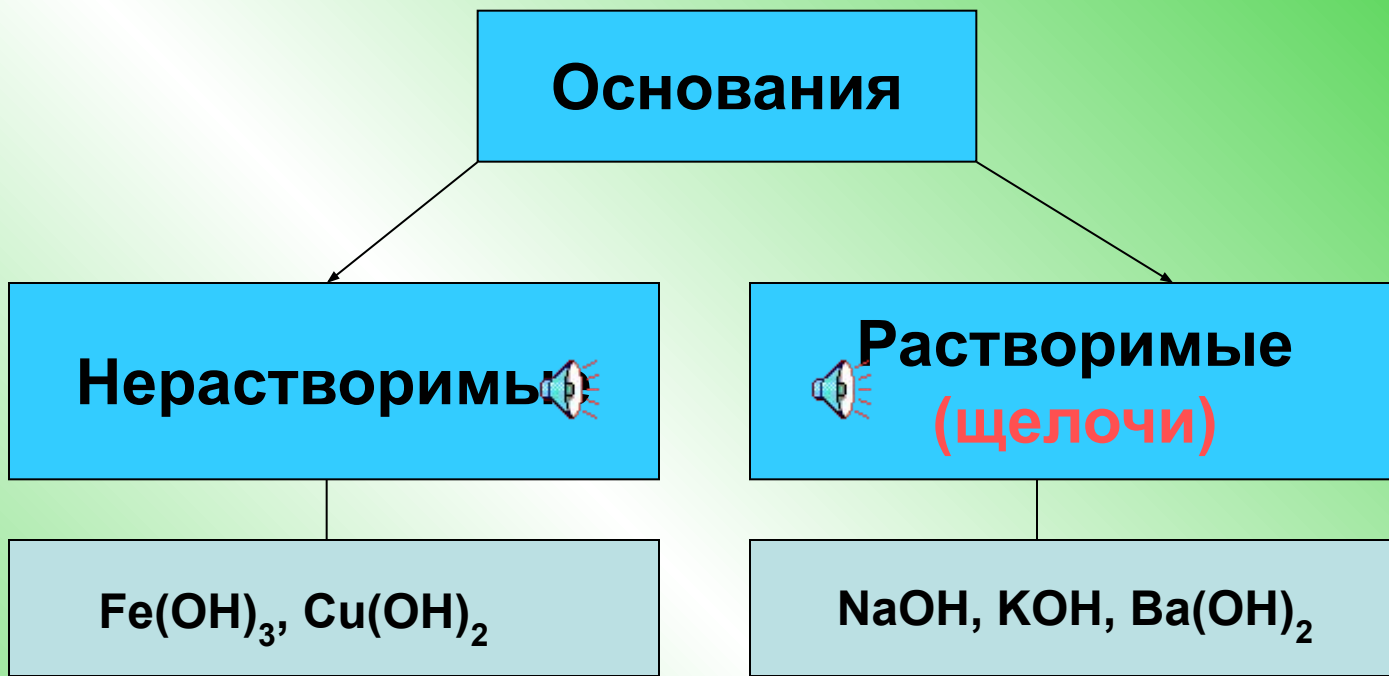 Основания
Нерастворимые
Растворимые
(щелочи)
Fe(OH)₃, Cu(OH)₂
NaOH, KOH, Ba(OH)₂